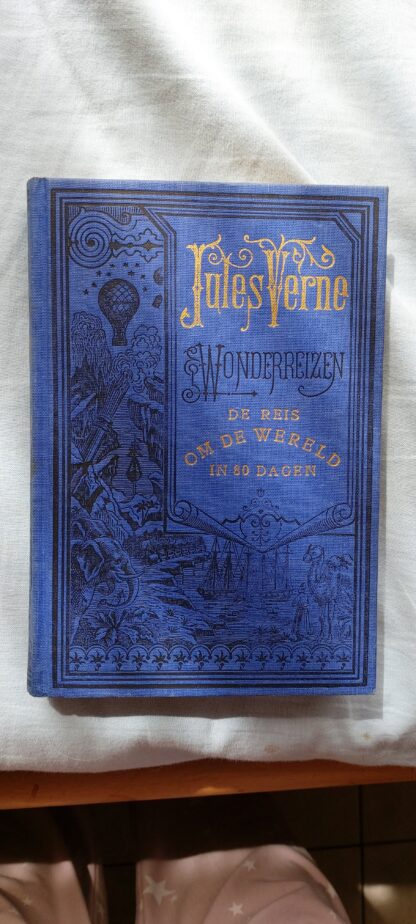 Jules Verne
Wonderreizen
DE REIS
OM DE WERELD
IN 80 DAGEN